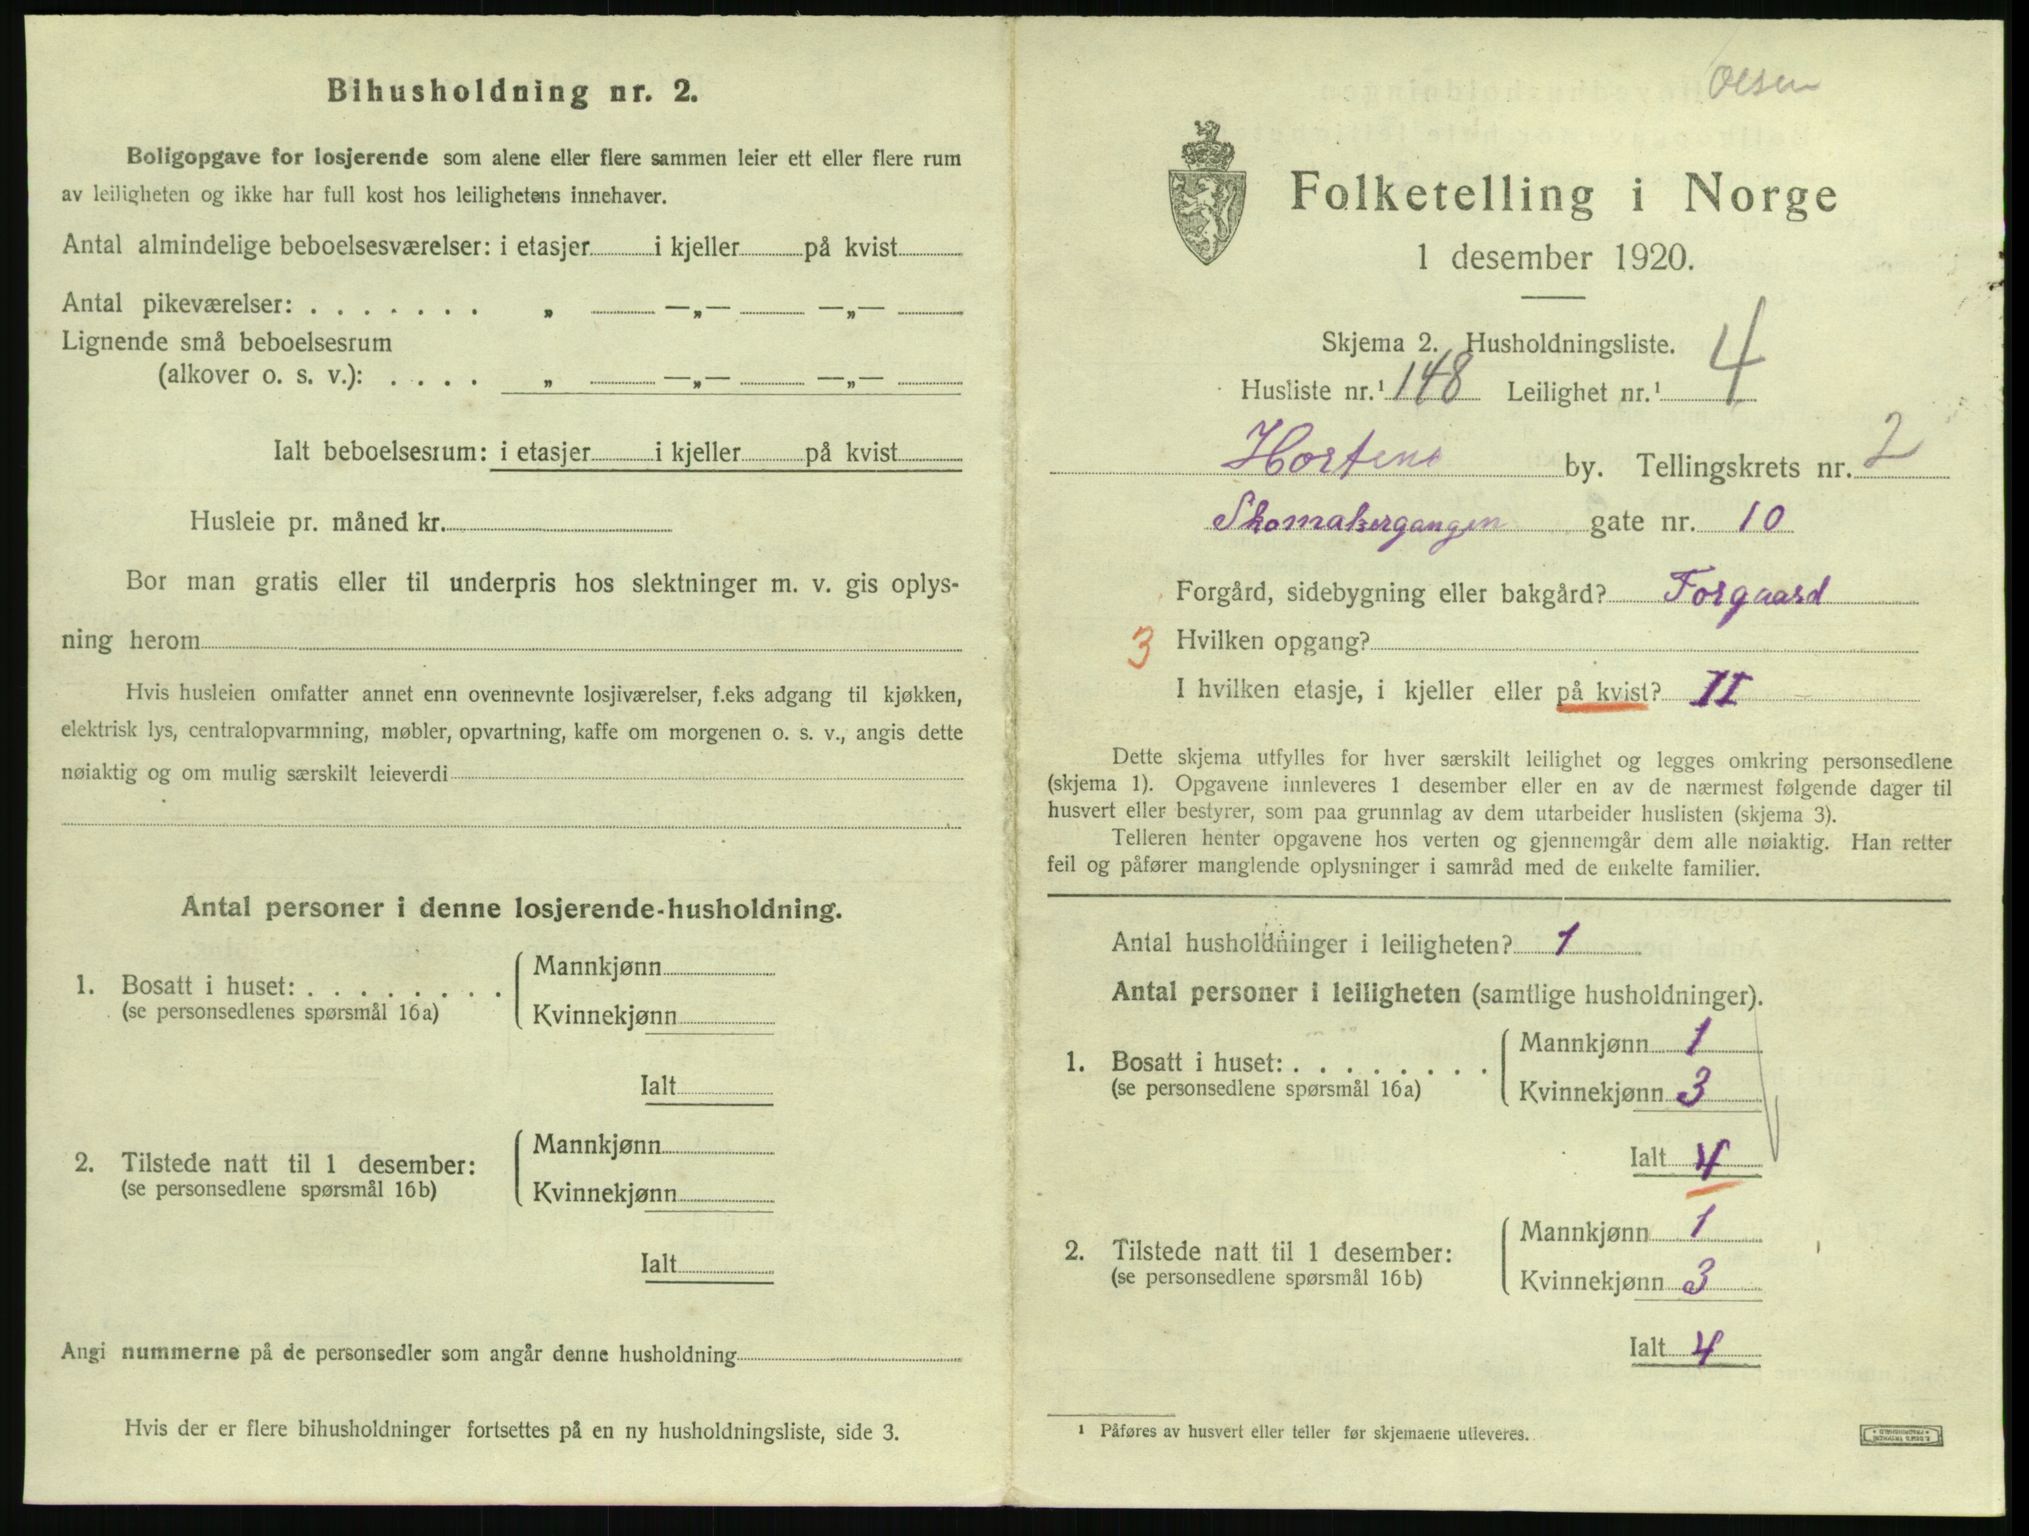 Bihusholdning nr. 2.
Boligopgave for losjerende som alene eller flere sammen leier ett eller flere rum
av leiligheten og ikke har full kost hos leilighetens innehaver.
Antal almindelige beboelsesværelser: i etasjer i kjeller på kvist
Antal pikeværelser: . . . . . . . „ —„— —„—
Lignende små beboelsesrum
(alkover o. s. v.): . . . . „ —„— —„—
Ialt beboelsesrum: i etasjer i kjeller på kvist
Husleie pr. måned kr.
Bor man gratis eller til underpris hos slektninger m. v. gis oplys-
ning herom
Hvis husleien omfatter annet enn ovennevnte losjiværelser, f.eks adgang til kjøkken,
elektrisk lys, centralopvarmning, møbler, opvartning, kaffe om morgenen o. s. v., angis dette
nøiaktig og om mulig særskilt leieverdi
Antal personer i denne losjerende-husholdning.
1. Bosatt i huset: . . . . . . . .
(se personsedlenes spørsmål 16a)
Mannkjønn
Kvinnekjønn
Ialt
2. Tilstede natt til 1 desember:
(se personsedlene spørsmål 16b)
Mannkjønn
Kvinnekjønn
Ialt
Angi nummerne på de personsedler som angår denne husholdning
Hvis der er flere bihusholdninger fortsettes på en ny husholdningsliste, side 3.
Olsen
Folketelling i Norge
1 desember 1920.
Skjema 2. Husholdningsliste.
Husliste nr.¹ 148 Leilighet nr.¹ 4
Hortens by. Tellingskrets nr. 2
Skomakergangen gate nr. 10
Forgård, sidebygning eller bakgård? Forgaard
3 Hvilken opgang?
I hvilken etasje, i kjeller eller på kvist? II
Dette skjema utfylles for hver særskilt leilighet og legges omkring personsedlene
(skjema 1). Opgavene innleveres 1 desember eller en av de nærmest følgende dager til
husvert eller bestyrer, som paa grunnlag av dem utarbeider huslisten (skjema 3).
Telleren henter opgavene hos verten og gjennemgår dem alle nøiaktig. Han retter
feil og påfører manglende oplysninger i samråd med de enkelte familier.
Antal husholdninger i leiligheten? 1
Antal personer i leiligheten (samtlige husholdninger).
1. Bosatt i huset: . . . . . . . .
(se personsedlene spørsmål 16a)
Mannkjønn 1
Kvinnekjønn 3
Ialt 4
2. Tilstede natt til 1 desember:
(se personsedlene spørsmål 16b)
Mannkjønn 1
Kvinnekjønn 3
Ialt 4
¹ Påføres av husvert eller teller før skjemaene utleveres.